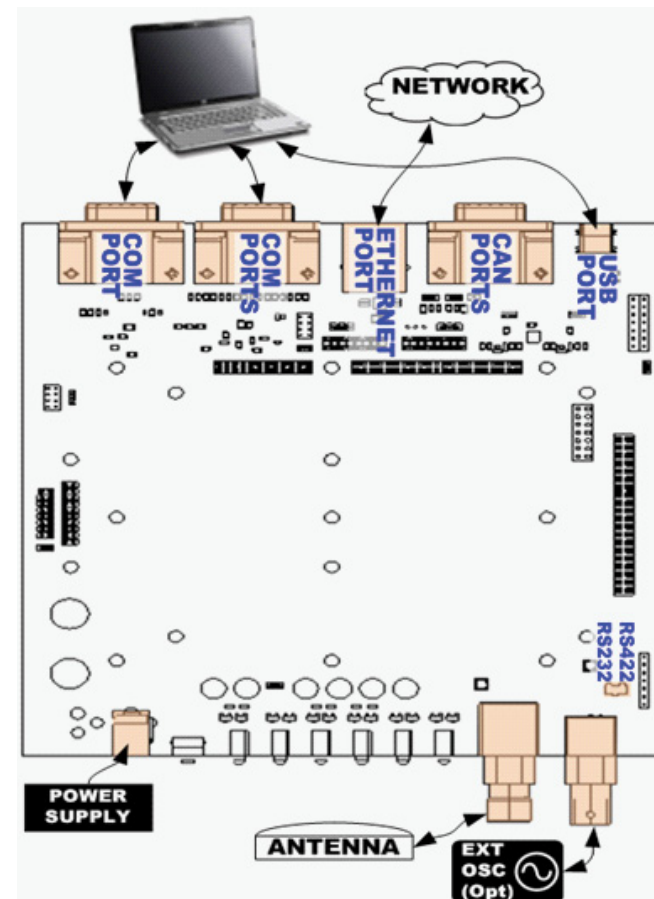 NETWORK
COM
PORT
COM
PORTS
ETHERNET
PORT
CAN
PORTS
USB
PORT
RS422
RS232
POWER
SUPPLY
ANTENNA
EXT
OSC
(Opt)